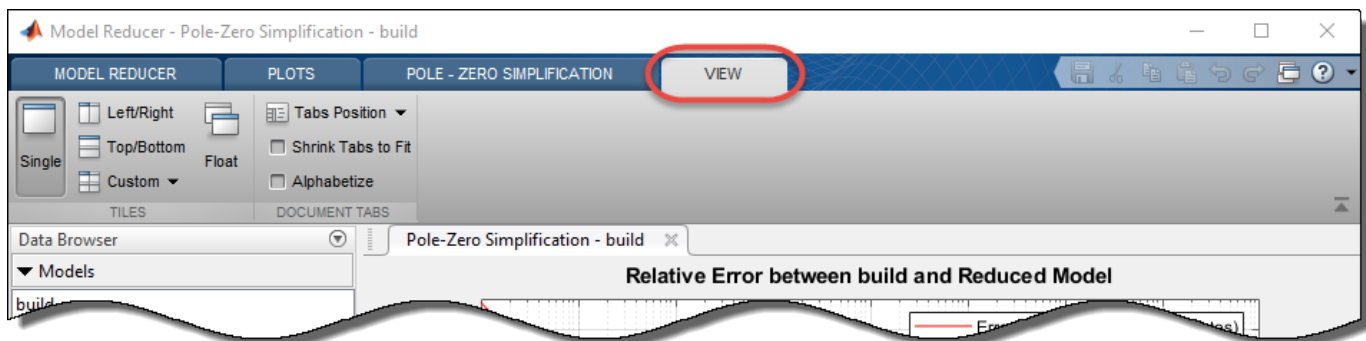 Model Reducer - Pole-Zero Simplification - build
MODEL REDUCER PLOTS POLE - ZERO SIMPLIFICATION VIEW
Single
Left/Right
Top/Bottom
Custom
Float
TILES
Tabs Position
Shrink Tabs to Fit
Alphabetize
DOCUMENT TABS
Data Browser
Models
build
Pole-Zero Simplification - build
Relative Error between build and Reduced Model